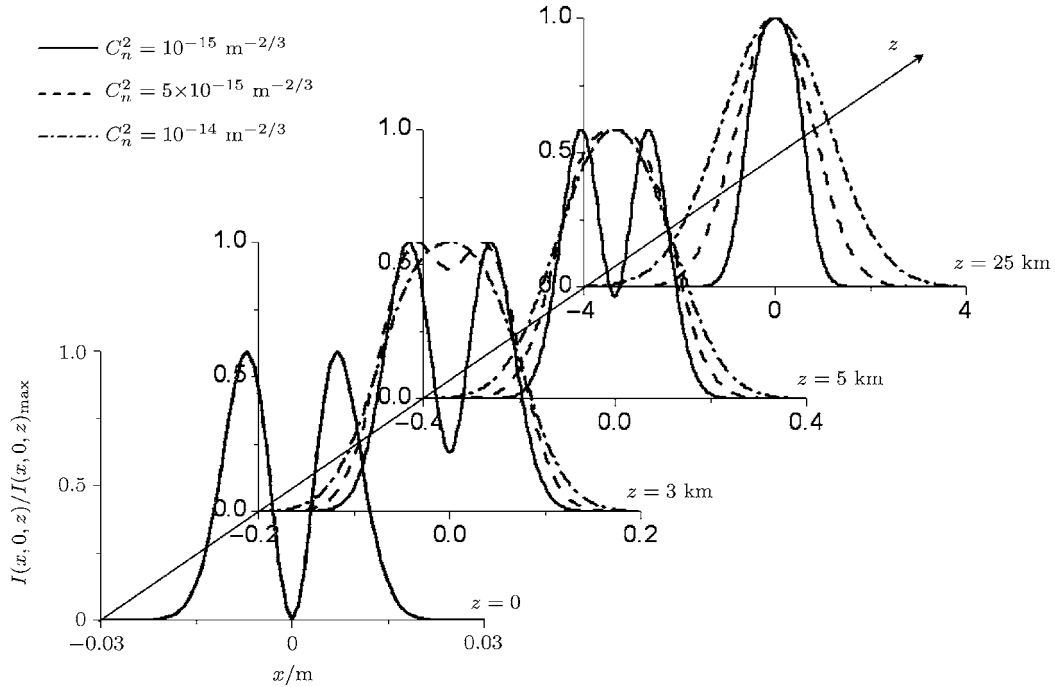 C_n^2 = 10^{-15} m^{-2/3}
C_n^2 = 5×10^{-15} m^{-2/3}
C_n^2 = 10^{-14} m^{-2/3}
z
1.0
0.5
0.0
−4 0 4
z = 25 km
1.0
0.5
0.0
−0.4 0.0 0.4
z = 5 km
1.0
0.5
0.0
−0.2 0.0 0.2
z = 3 km
1.0
0.5
0
−0.03 0 0.03
z = 0
x/m
I(x, 0, z)/I(x, 0, z)_{max}